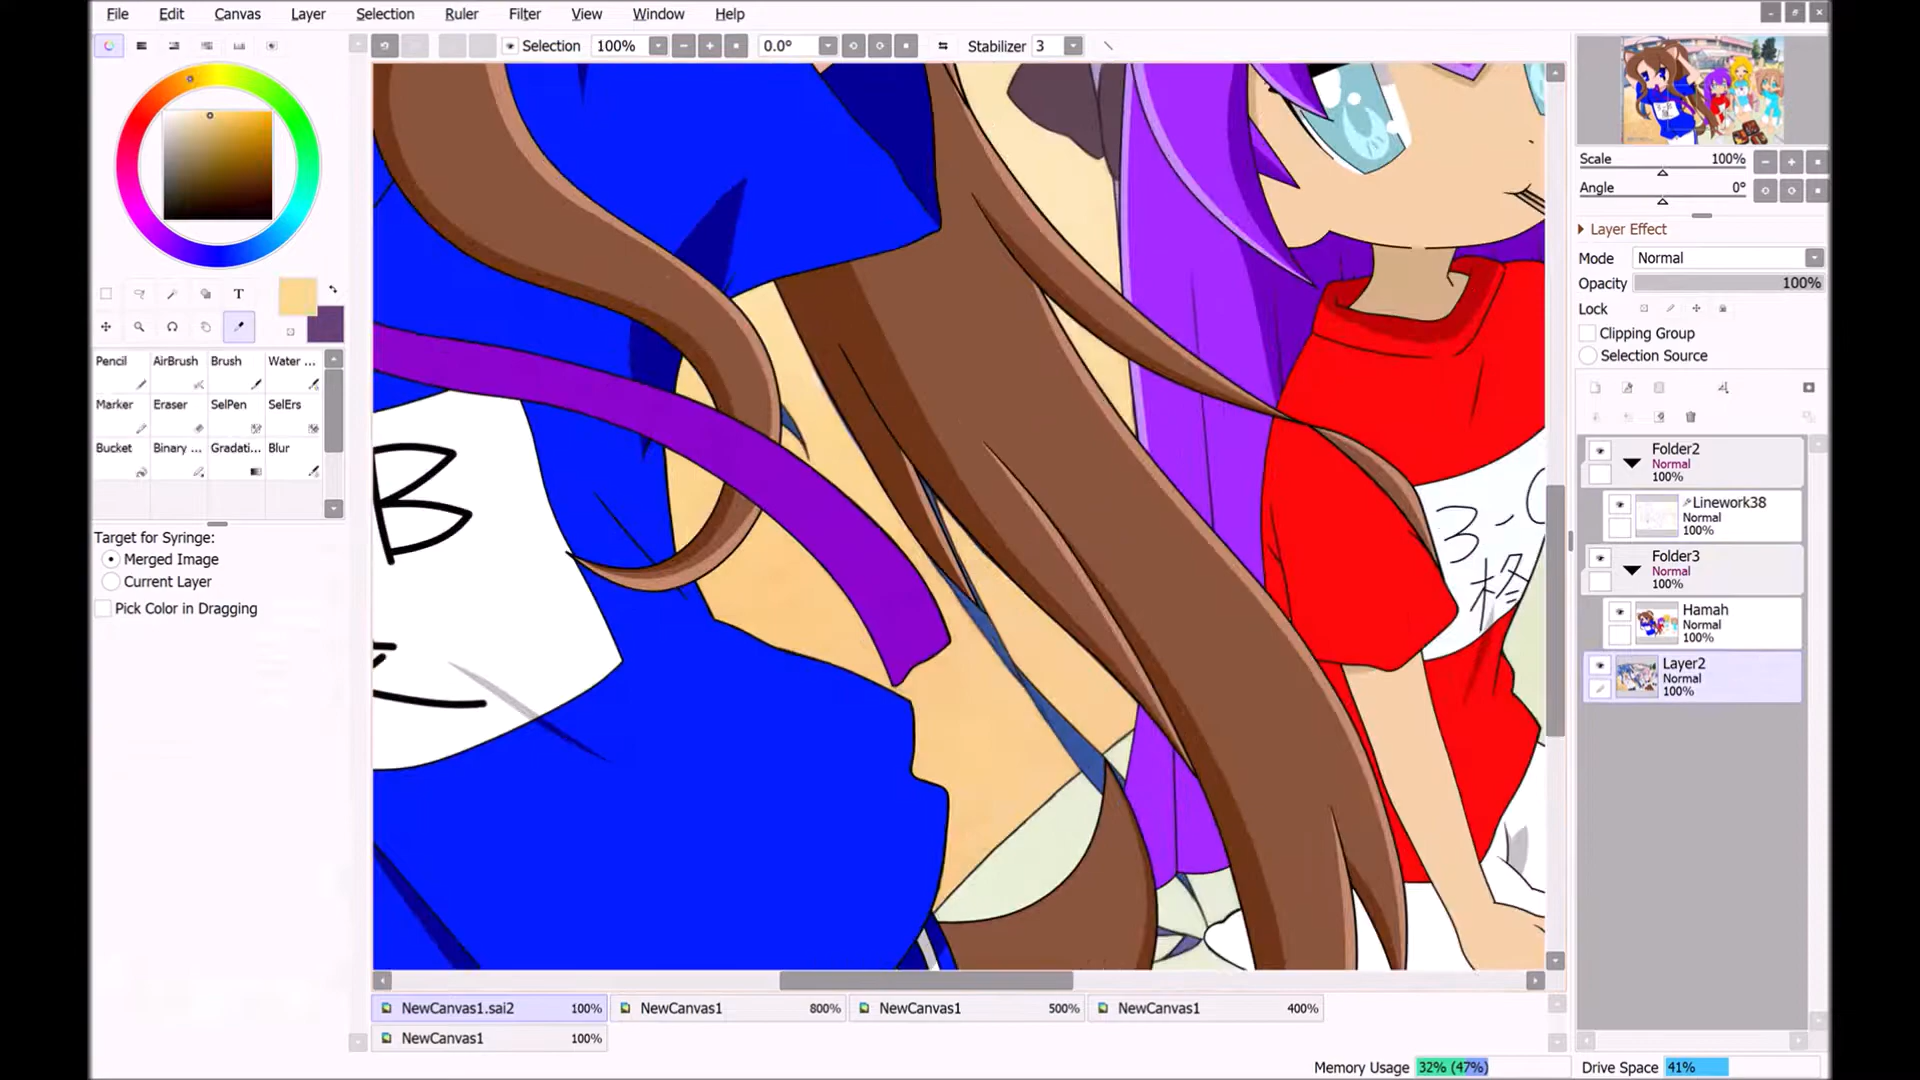 File Edit Canvas Layer Selection Ruler Filter View Window Help
Selection 100% 0.0° Stabilizer 3
T
Pencil AirBrush Brush Water ...
Marker Eraser SelPen SelErs
Bucket Binary ... Gradati... Blur
Target for Syringe:
Merged Image
Current Layer
Pick Color in Dragging
B
3-
格
Scale 100%
Angle 0°
Layer Effect
Mode Normal
Opacity 100%
Lock
Clipping Group
Selection Source
Folder2
Normal
100%
Linework38
Normal
100%
Folder3
Normal
100%
Hamah
Normal
100%
Layer2
Normal
100%
NewCanvas1.sai2 100% NewCanvas1 800% NewCanvas1 500% NewCanvas1 400%
NewCanvas1 100%
Memory Usage 32% (47%) Drive Space 41%